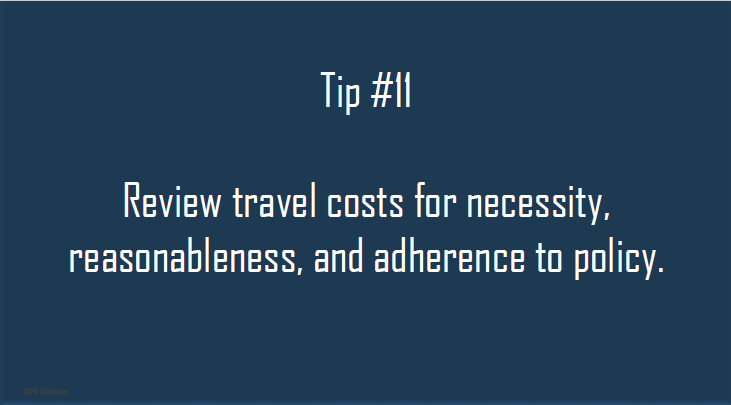 Tip #11
Review travel costs for necessity,
reasonableness, and adherence to policy.